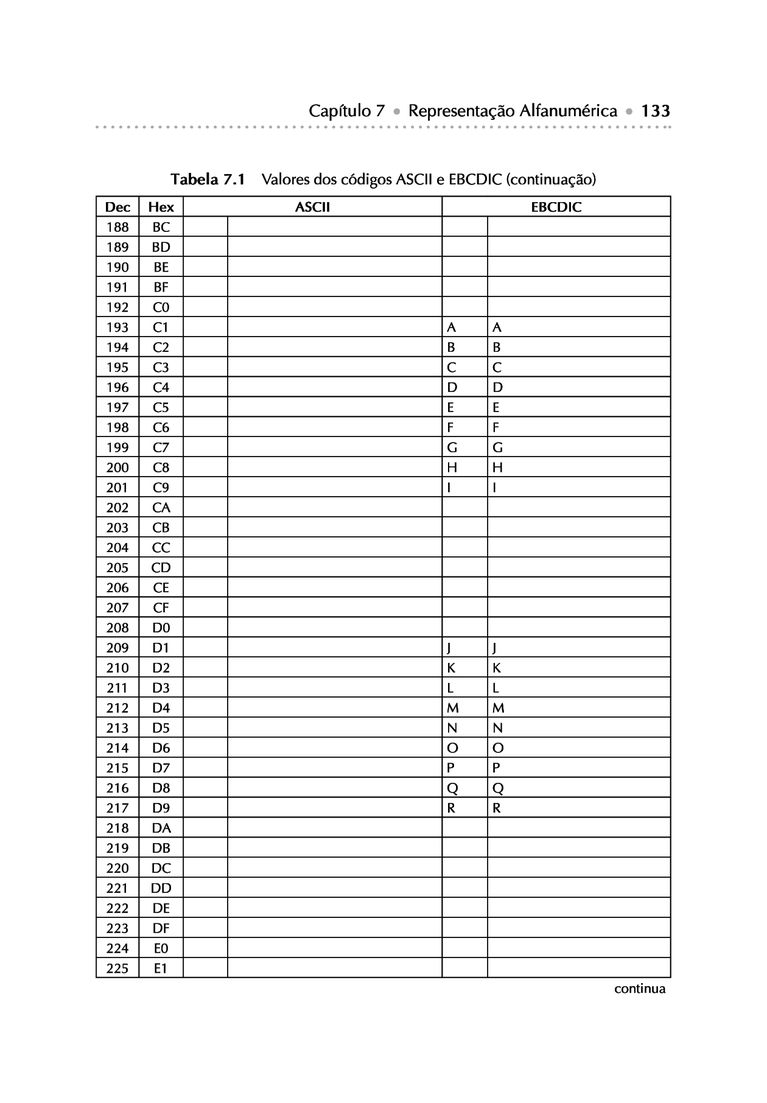 Capítulo 7 • Representação Alfanumérica • 133
Tabela 7.1 Valores dos códigos ASCII e EBCDIC (continuação)
Dec Hex ASCII EBCDIC
188 BC
189 BD
190 BE
191 BF
192 C0
193 C1 A A
194 C2 B B
195 C3 C C
196 C4 D D
197 C5 E E
198 C6 F F
199 C7 G G
200 C8 H H
201 C9 I I
202 CA
203 CB
204 CC
205 CD
206 CE
207 CF
208 D0
209 D1 J J
210 D2 K K
211 D3 L L
212 D4 M M
213 D5 N N
214 D6 O O
215 D7 P P
216 D8 Q Q
217 D9 R R
218 DA
219 DB
220 DC
221 DD
222 DE
223 DF
224 E0
225 E1
continua